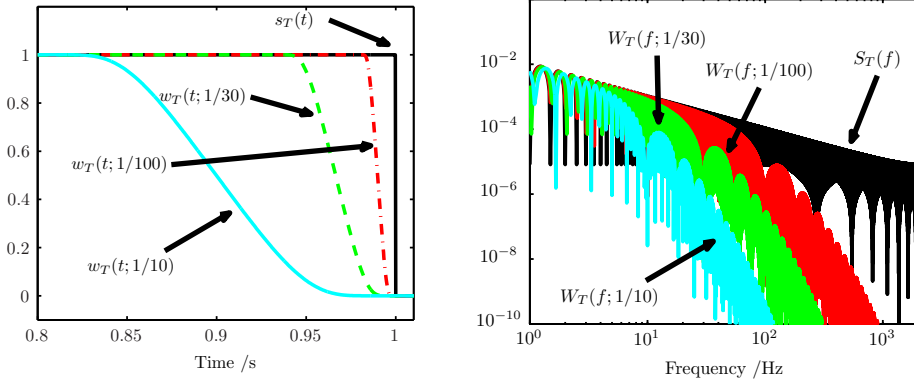 s_T(t)
1
0.8
w_T(t; 1/30)
0.6
w_T(t; 1/100)
0.4
0.2
w_T(t; 1/10)
0
0.8 0.85 0.9 0.95 1
Time /s
W_T(f; 1/30)
S_T(f)
10^{-2}
W_T(f; 1/100)
10^{-4}
10^{-6}
10^{-8}
W_T(f; 1/10)
10^{-10}
10^0 10^1 10^2 10^3
Frequency /Hz